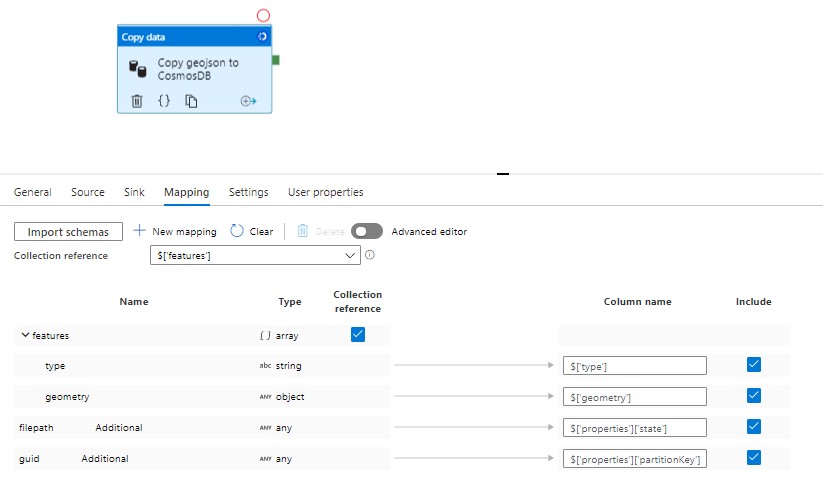 Copy data
Copy geojson to
CosmosDB
{}
General Source Sink Mapping Settings User properties
Import schemas + New mapping Clear Delete Advanced editor
Collection reference $['features']
Name Type Collection reference Column name Include
features [ ] array
type abc string $['type']
geometry ANY object $['geometry']
filepath Additional ANY any $['properties']['state']
guid Additional ANY any $['properties']['partitionKey']